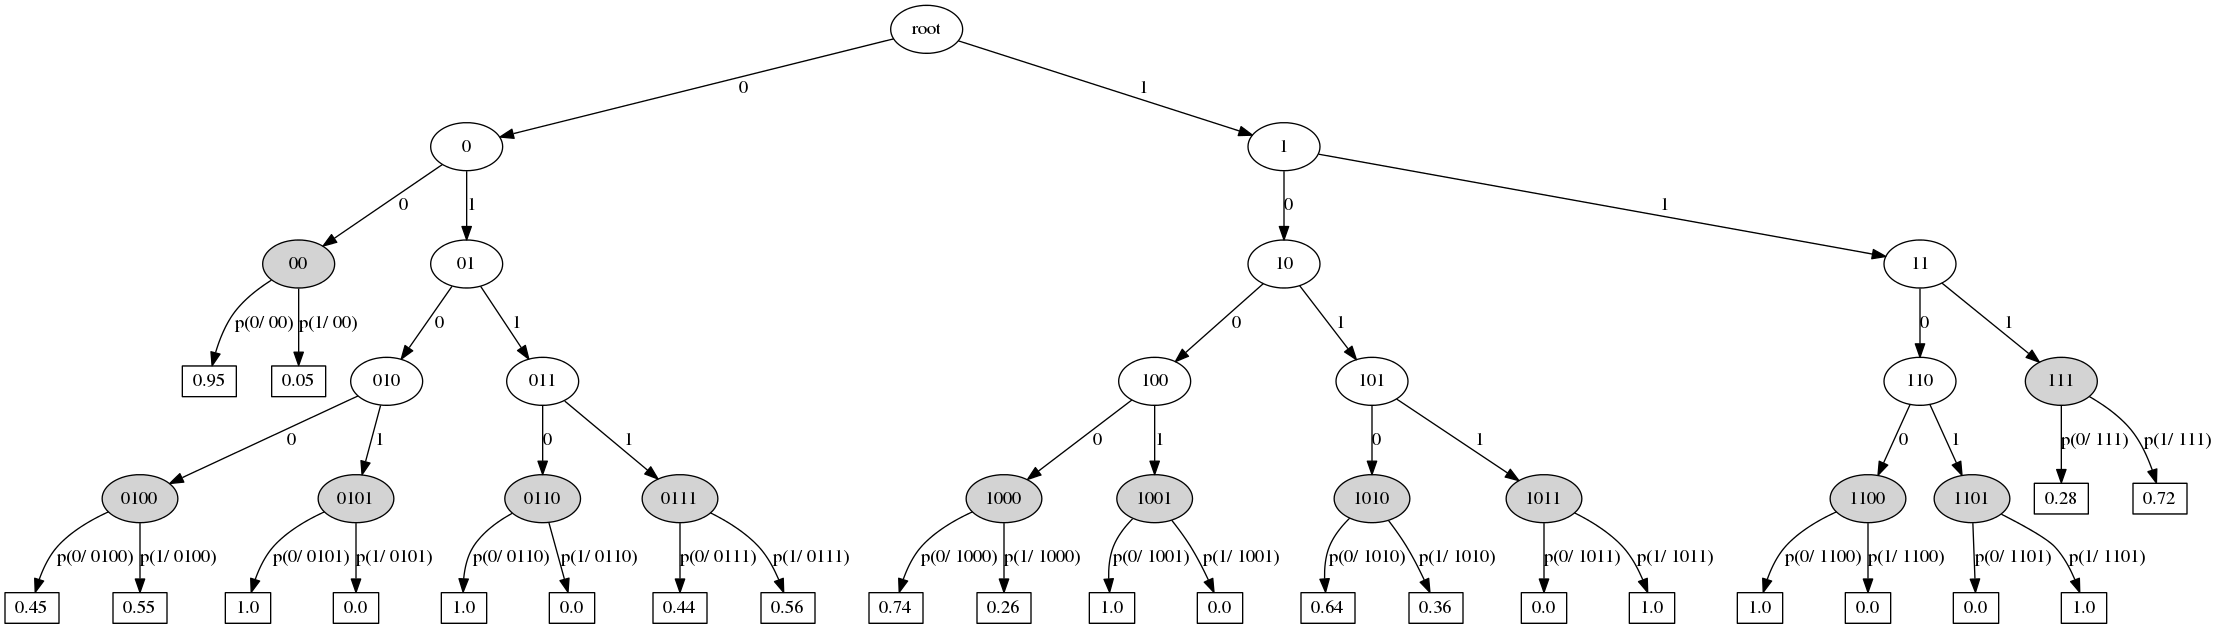 root
0 1
0 1
0 1 0 1
00 01 10 11
p(0/ 00) p(1/ 00) 0 1 0 1 0 1
0.95 0.05 010 011 100 101 110 111
0 1 0 1 0 1 0 1 0 1 p(0/ 111) p(1/ 111)
0100 0101 0110 0111 1000 1001 1010 1011 1100 1101 0.28 0.72
p(0/ 0100) p(1/ 0100) p(0/ 0101) p(1/ 0101) p(0/ 0110) p(1/ 0110) p(0/ 0111) p(1/ 0111) p(0/ 1000) p(1/ 1000) p(0/ 1001) p(1/ 1001) p(0/ 1010) p(1/ 1010) p(0/ 1011) p(1/ 1011) p(0/ 1100) p(1/ 1100) p(0/ 1101) p(1/ 1101)
0.45 0.55 1.0 0.0 1.0 0.0 0.44 0.56 0.74 0.26 1.0 0.0 0.64 0.36 0.0 1.0 1.0 0.0 0.0 1.0